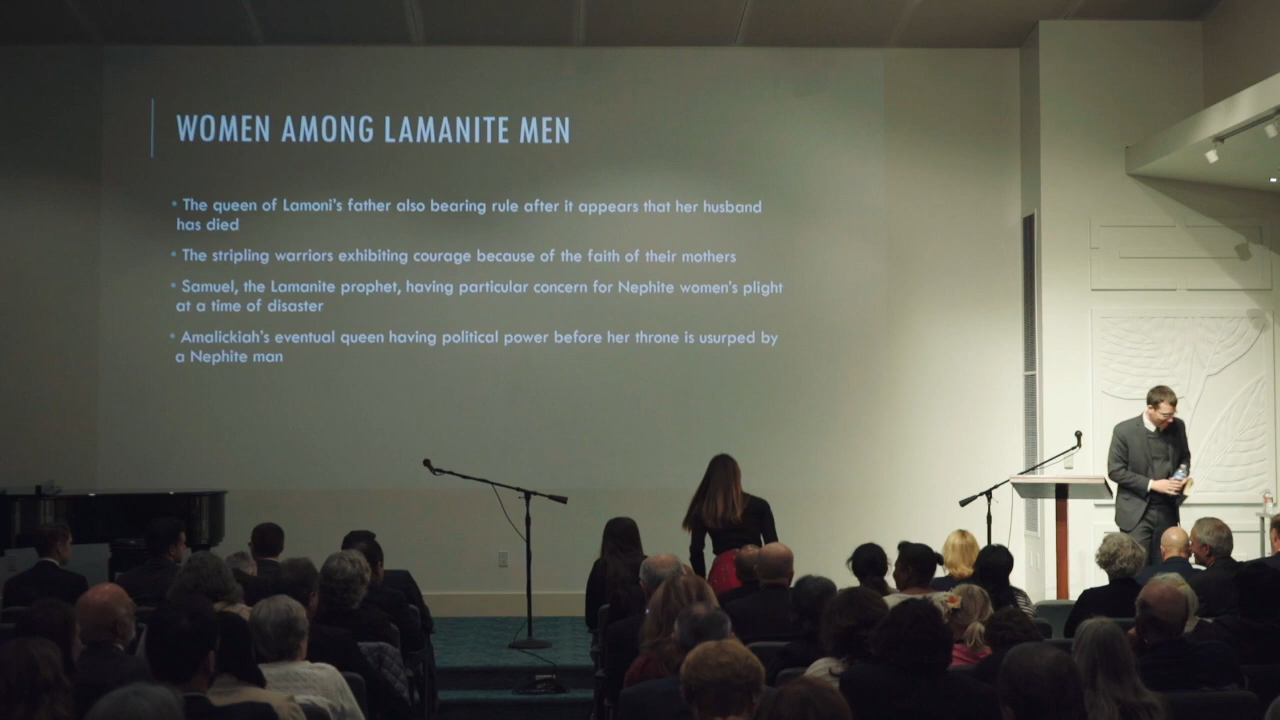 WOMEN AMONG LAMANITE MEN
• The queen of Lamoni's father also bearing rule after it appears that her husband
has died
• The stripling warriors exhibiting courage because of the faith of their mothers
• Samuel, the Lamanite prophet, having particular concern for Nephite women's plight
at a time of disaster
• Amalickiah's eventual queen having political power before her throne is usurped by
a Nephite man